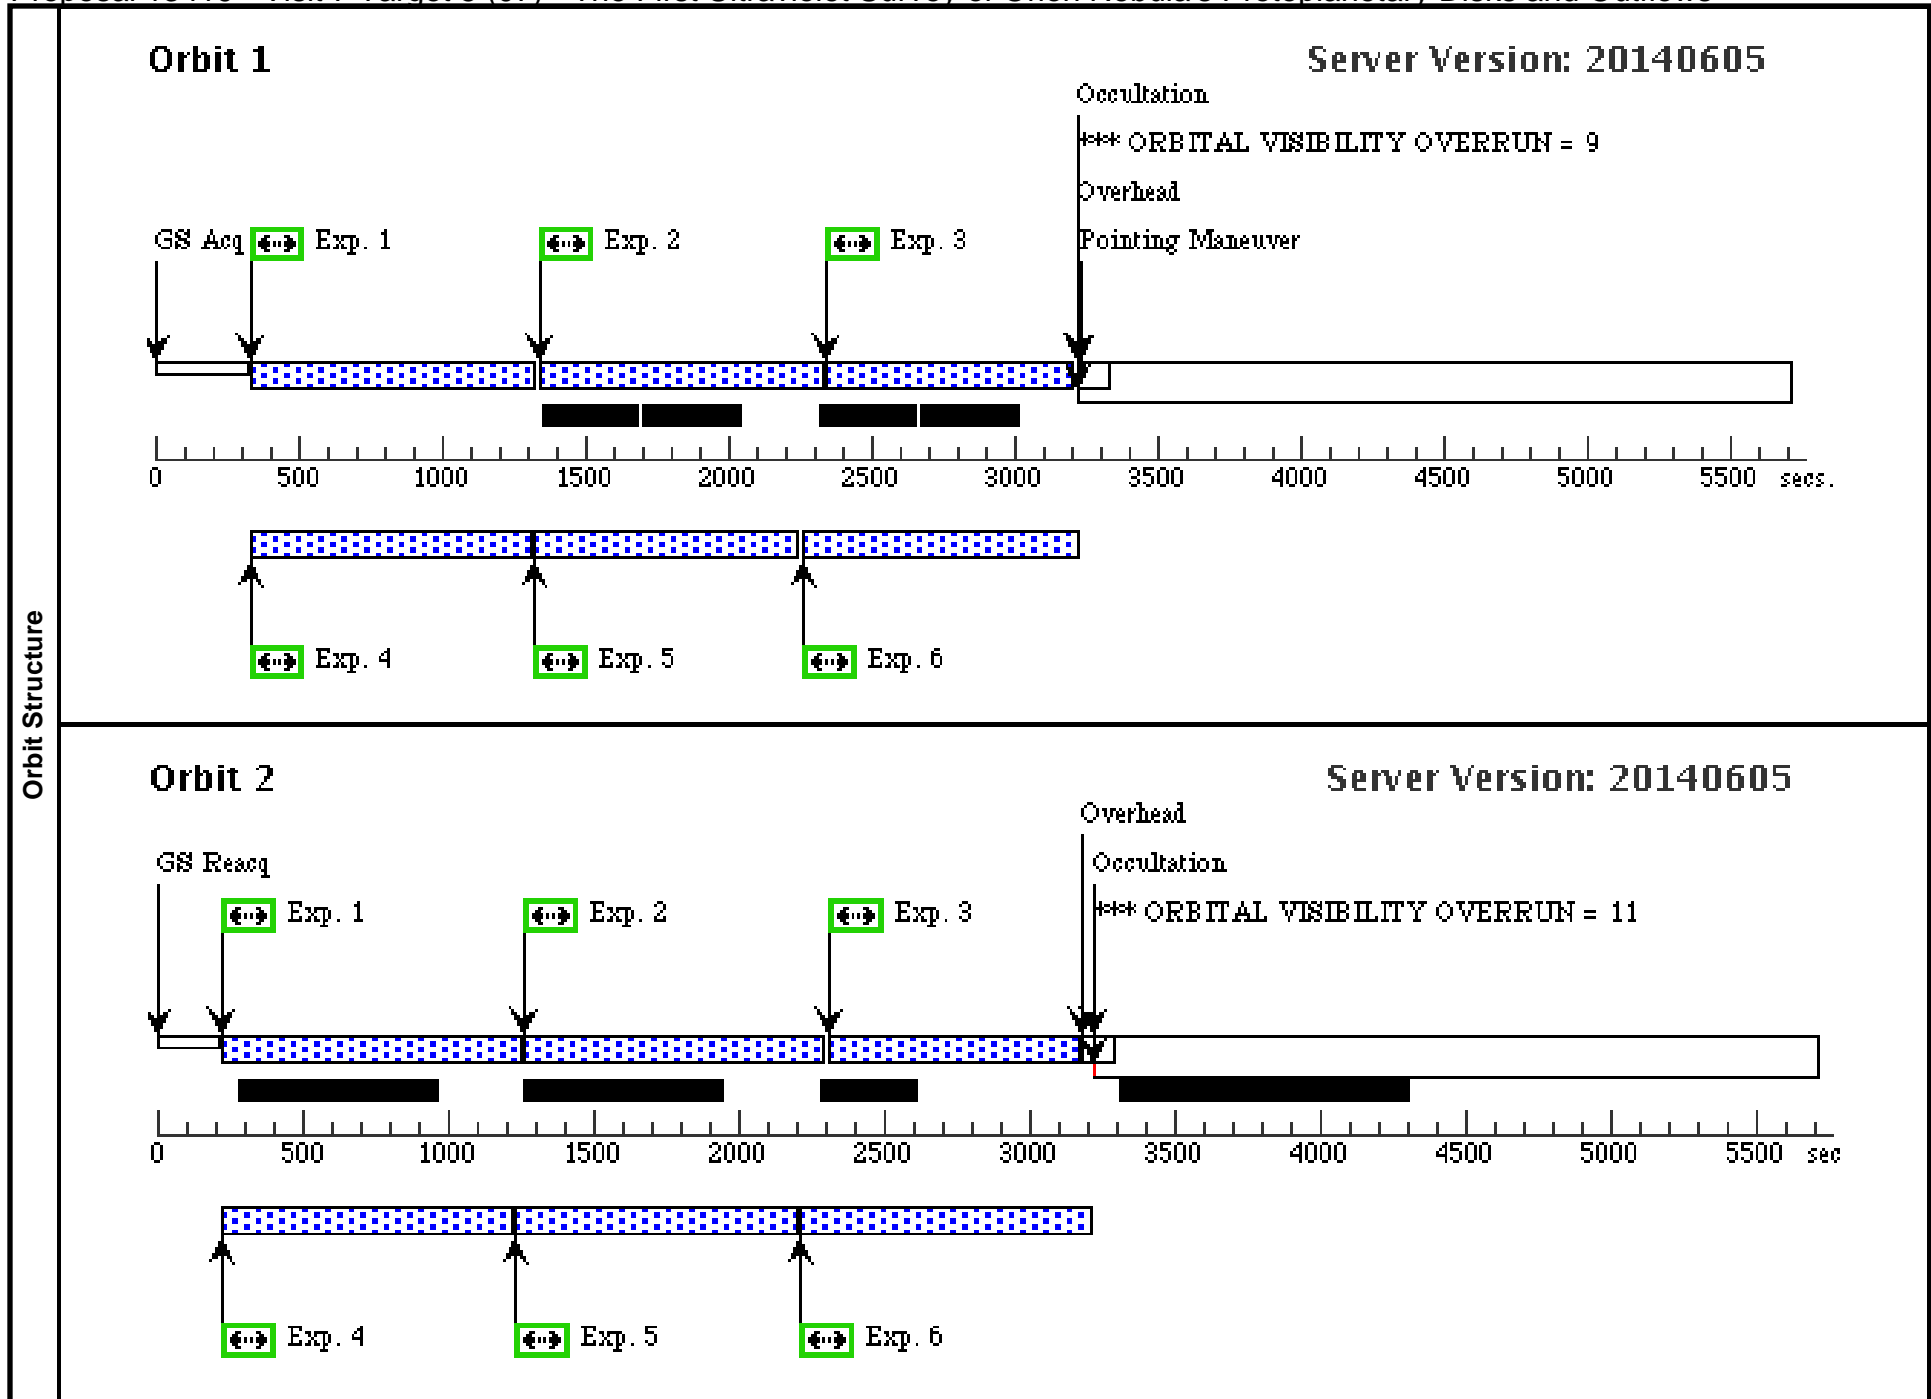 Orbit Structure
Orbit 1
Server Version: 20140605
Occultation
*** ORBITAL VISIBILITY OVERRUN = 9
Overhead
GS Acq Exp. 1 Exp. 2 Exp. 3 Pointing Maneuver
0 500 1000 1500 2000 2500 3000 3500 4000 4500 5000 5500 secs.
Exp. 4 Exp. 5 Exp. 6
Orbit 2
Server Version: 20140605
Overhead
GS Reacq Occultation
Exp. 1 Exp. 2 Exp. 3 *** ORBITAL VISIBILITY OVERRUN = 11
0 500 1000 1500 2000 2500 3000 3500 4000 4500 5000 5500 sec
Exp. 4 Exp. 5 Exp. 6